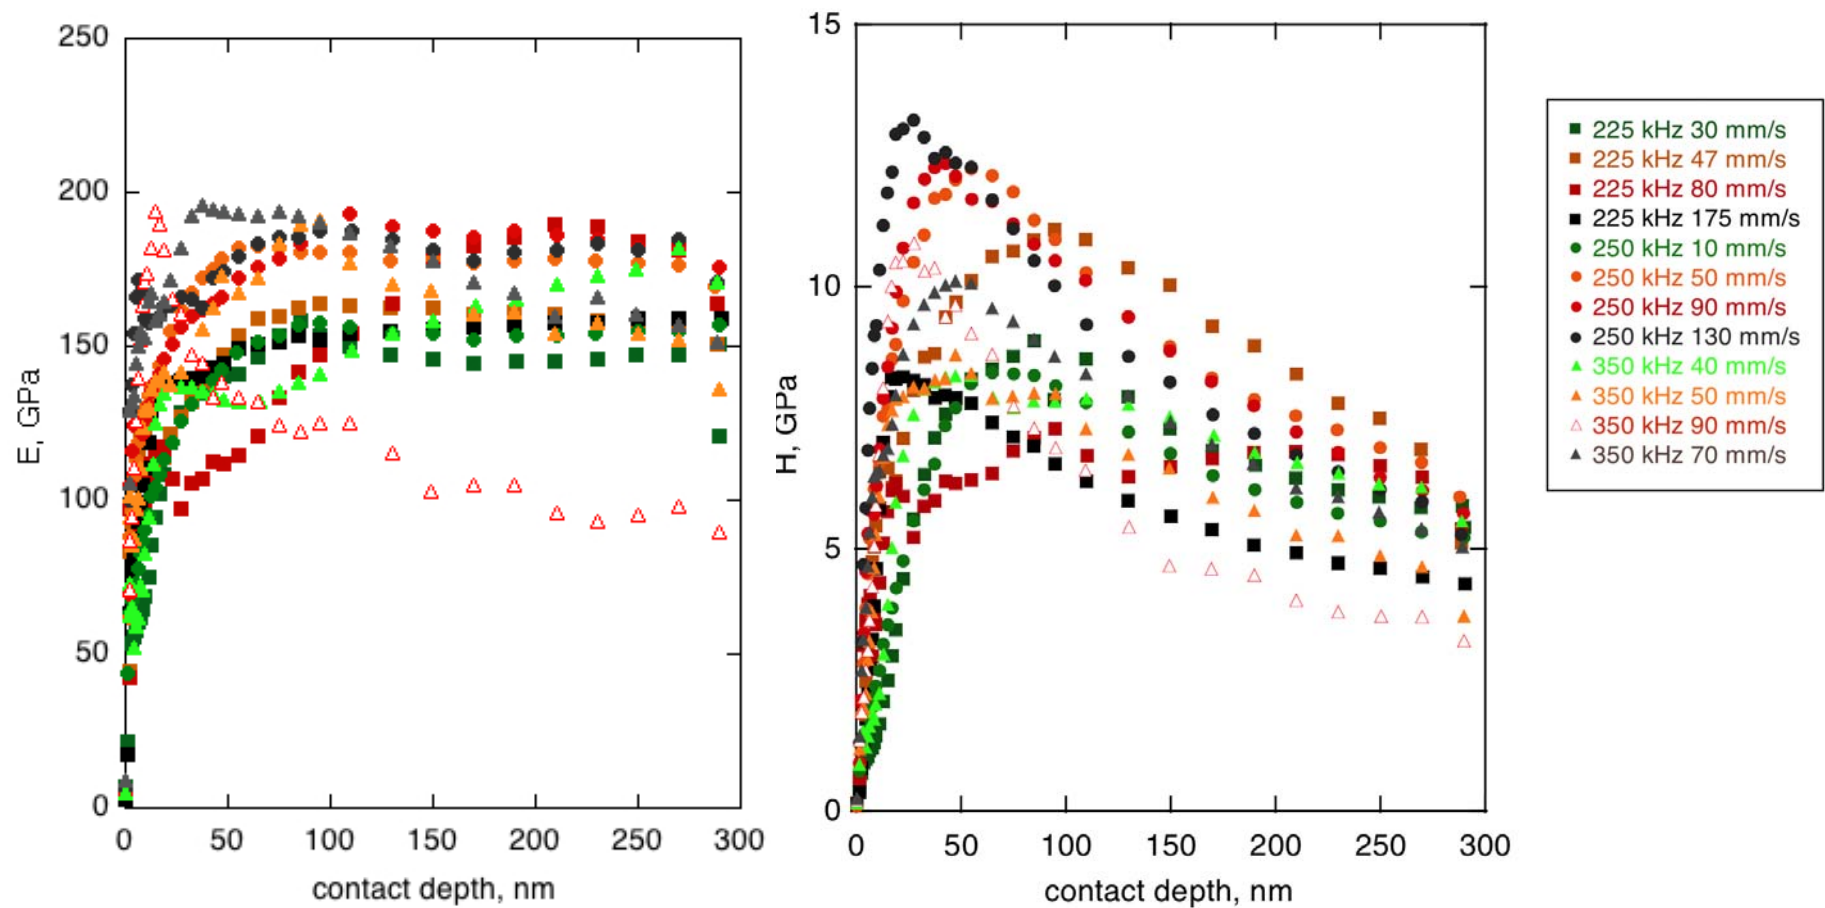 250
200
150
100
50
0
E, GPa
0 50 100 150 200 250 300
contact depth, nm
15
10
5
0
H, GPa
0 50 100 150 200 250 300
contact depth, nm
225 kHz 30 mm/s
225 kHz 47 mm/s
225 kHz 80 mm/s
225 kHz 175 mm/s
250 kHz 10 mm/s
250 kHz 50 mm/s
250 kHz 90 mm/s
250 kHz 130 mm/s
350 kHz 40 mm/s
350 kHz 50 mm/s
350 kHz 90 mm/s
350 kHz 70 mm/s